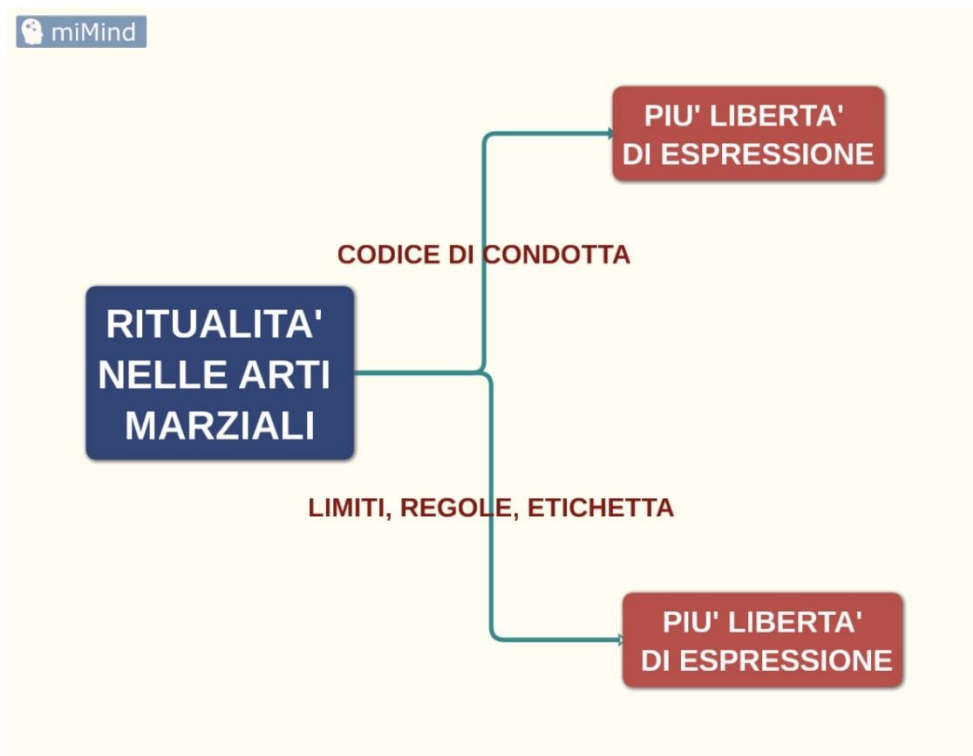 miMind
PIU' LIBERTA'
DI ESPRESSIONE
CODICE DI CONDOTTA
RITUALITA'
NELLE ARTI
MARZIALI
LIMITI, REGOLE, ETICHETTA
PIU' LIBERTA'
DI ESPRESSIONE